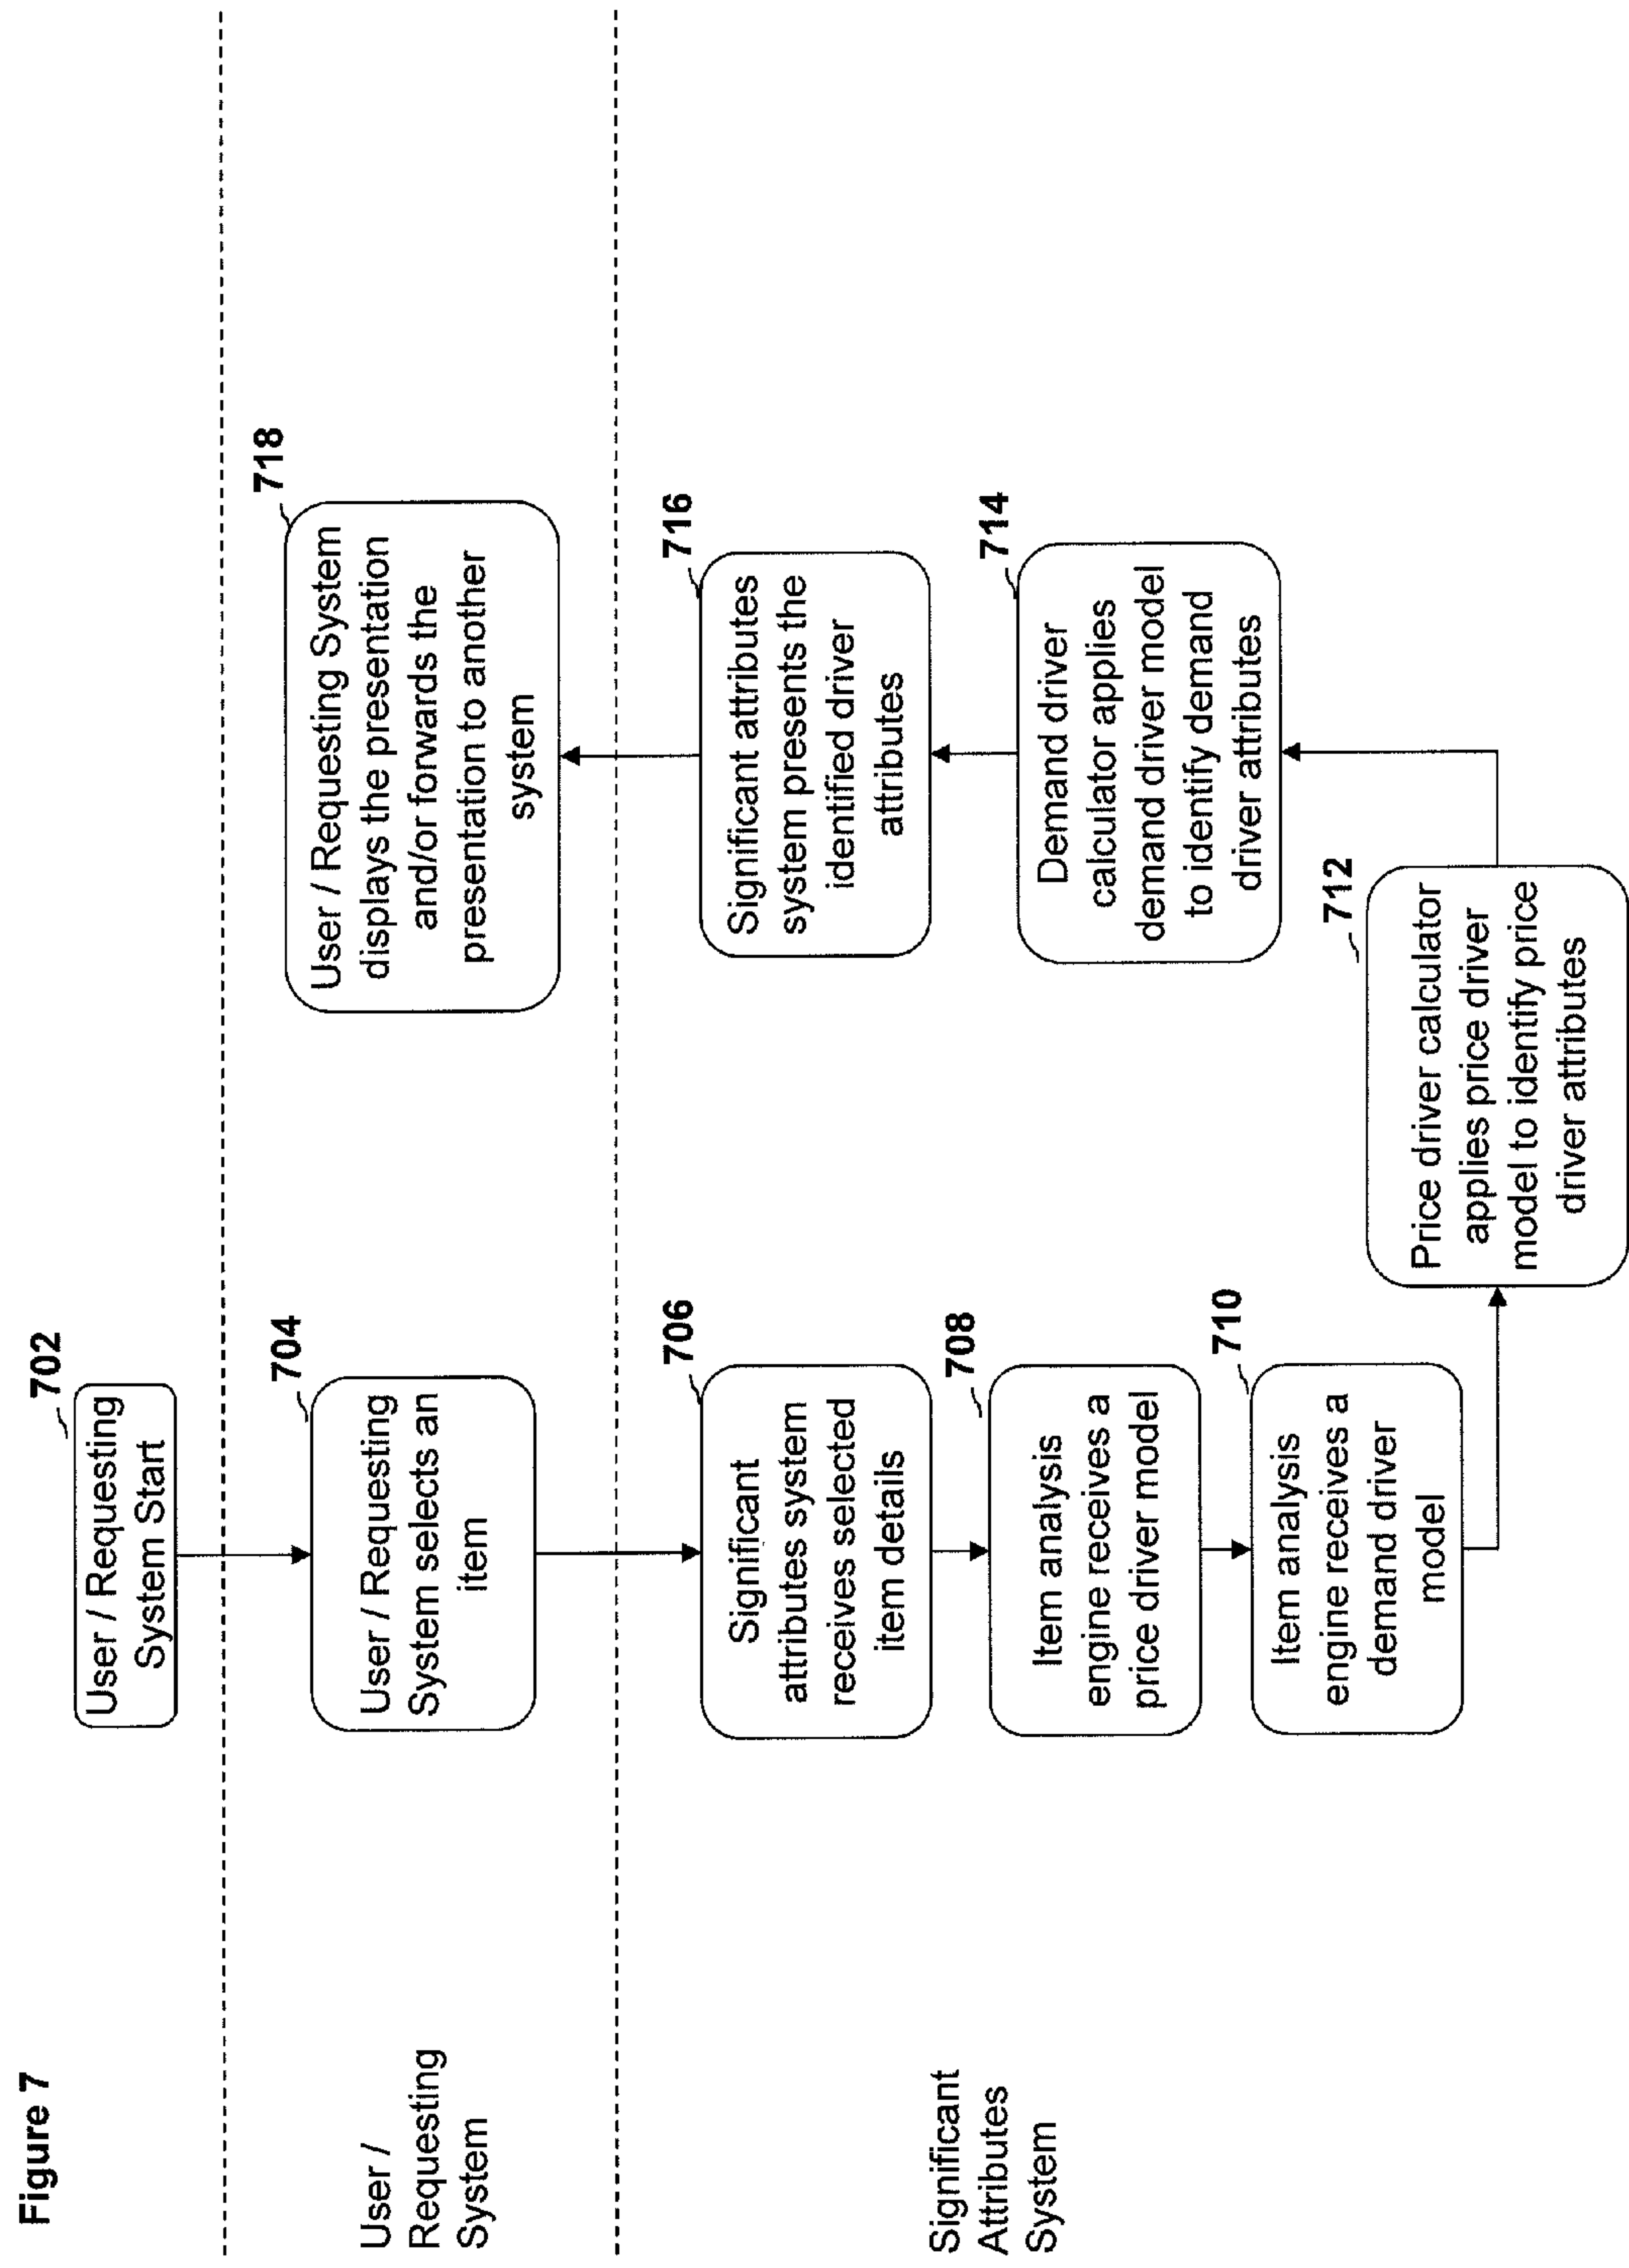 Figure 7
702
User / Requesting
System Start
User /
Requesting
System
704
User / Requesting
System selects an
item
718
User / Requesting System
displays the presentation
and/or forwards the
presentation to another
system
Significant
Attributes
System
706
Significant
attributes system
receives selected
item details
708
Item analysis
engine receives a
price driver model
710
Item analysis
engine receives a
demand driver
model
712
Price driver calculator
applies price driver
model to identify price
driver attributes
714
Demand driver
calculator applies
demand driver model
to identify demand
driver attributes
716
Significant attributes
system presents the
identified driver
attributes